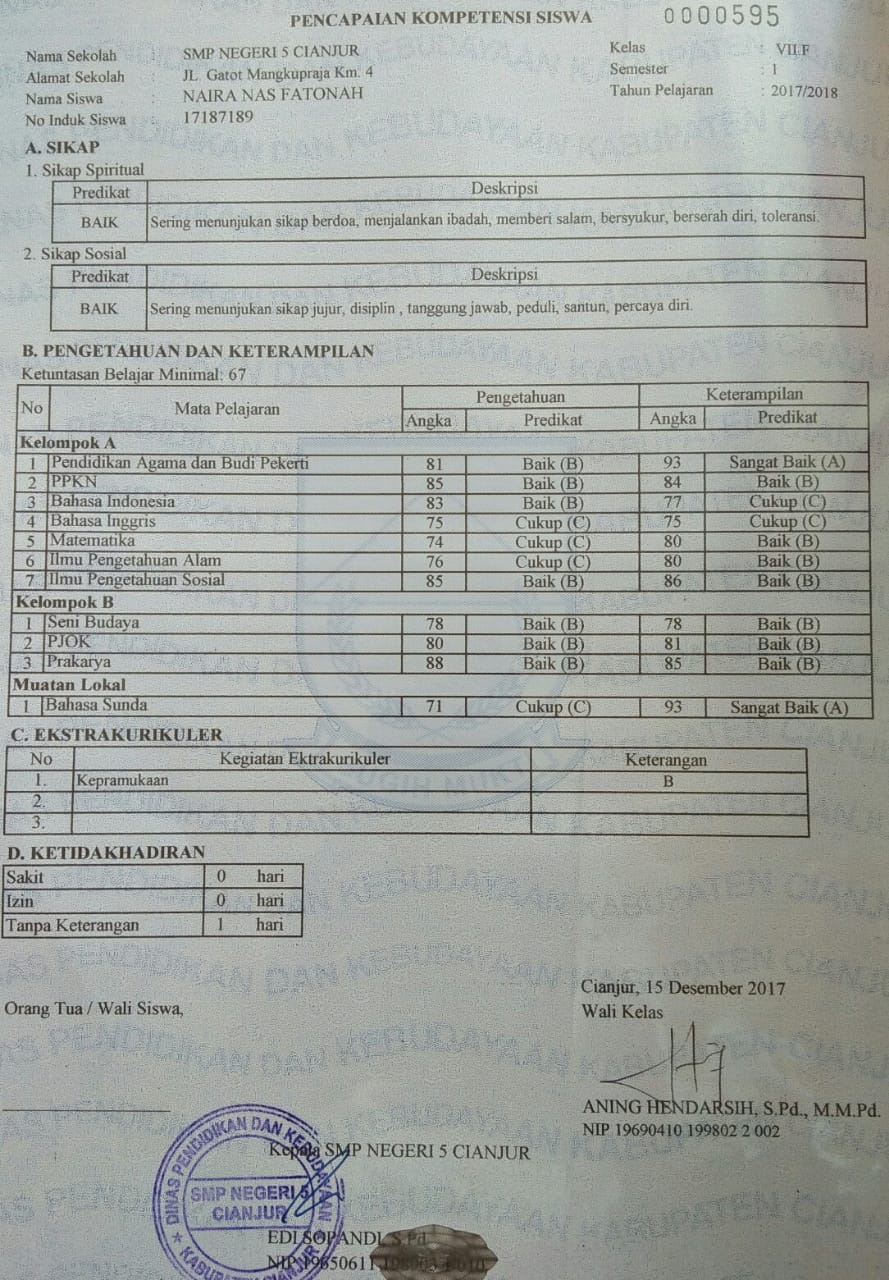 PENCAPAIAN KOMPETENSI SISWA 0000595
Nama Sekolah : SMP NEGERI 5 CIANJUR Kelas : VII.F
Alamat Sekolah : JL. Gatot Mangkupraja Km. 4 Semester : 1
Nama Siswa : NAIRA NAS FATONAH Tahun Pelajaran : 2017/2018
No Induk Siswa : 17187189
A. SIKAP
1. Sikap Spiritual
Predikat Deskripsi
BAIK Sering menunjukan sikap berdoa, menjalankan ibadah, memberi salam, bersyukur, berserah diri, toleransi.
2. Sikap Sosial
Predikat Deskripsi
BAIK Sering menunjukan sikap jujur, disiplin , tanggung jawab, peduli, santun, percaya diri.
B. PENGETAHUAN DAN KETERAMPILAN
Ketuntasan Belajar Minimal: 67
No Mata Pelajaran Pengetahuan Keterampilan
Angka Predikat Angka Predikat
Kelompok A
1 Pendidikan Agama dan Budi Pekerti 81 Baik (B) 93 Sangat Baik (A)
2 PPKN 85 Baik (B) 84 Baik (B)
3 Bahasa Indonesia 83 Baik (B) 77 Cukup (C)
4 Bahasa Inggris 75 Cukup (C) 75 Cukup (C)
5 Matematika 74 Cukup (C) 80 Baik (B)
6 Ilmu Pengetahuan Alam 76 Cukup (C) 80 Baik (B)
7 Ilmu Pengetahuan Sosial 85 Baik (B) 86 Baik (B)
Kelompok B
1 Seni Budaya 78 Baik (B) 78 Baik (B)
2 PJOK 80 Baik (B) 81 Baik (B)
3 Prakarya 88 Baik (B) 85 Baik (B)
Muatan Lokal
1 Bahasa Sunda 71 Cukup (C) 93 Sangat Baik (A)
C. EKSTRAKURIKULER
No Kegiatan Ektrakurikuler Keterangan
1. Kepramukaan B
2.
3.
D. KETIDAKHADIRAN
Sakit 0 hari
Izin 0 hari
Tanpa Keterangan 1 hari
Cianjur, 15 Desember 2017
Orang Tua / Wali Siswa, Wali Kelas
ANING HENDARSIH, S.Pd., M.M.Pd.
NIP 19690410 199802 2 002
Kepala SMP NEGERI 5 CIANJUR
DINAS PENDIDIKAN DAN KEBUDAYAAN
SMP NEGERI 5
CIANJUR
KABUPATEN CIANJUR
EDI SOPANDI, S.Pd.
NIP 19650611